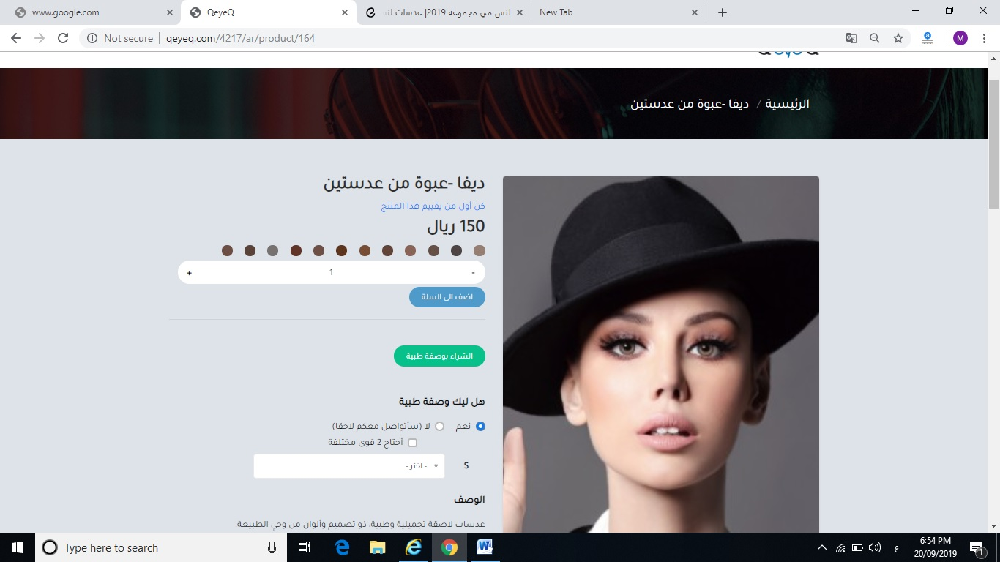 www.google.com
QeyeQ
لنس مي مجموعة 2019| عدسات لنس
New Tab
Not secure
qeyeq.com/4217/ar/product/164
الرئيسية / ديفا -عبوة من عدستين
ديفا -عبوة من عدستين
كن أول من يقييم هذا المنتج
150 ريال
- 1 +
اضف الى السلة
الشراء بوصفة طبية
هل ليك وصفة طبية
نعم لا (سأتواصل معكم لاحقا)
أحتاج 2 قوى مختلفة
S
- اختر -
الوصف
عدسات لاصقة تجميلية وطبية، ذو تصميم وألوان من وحي الطبيعة.
Type here to search
ع
6:54 PM
20/09/2019
1